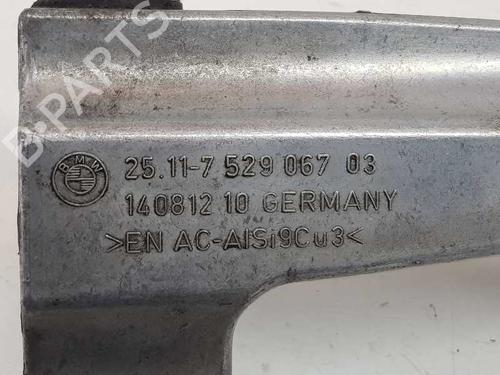 B-PARTS
BMW
25.11-7 529 067 03
140812 10 GERMANY
>EN AC-AlSi9Cu3<